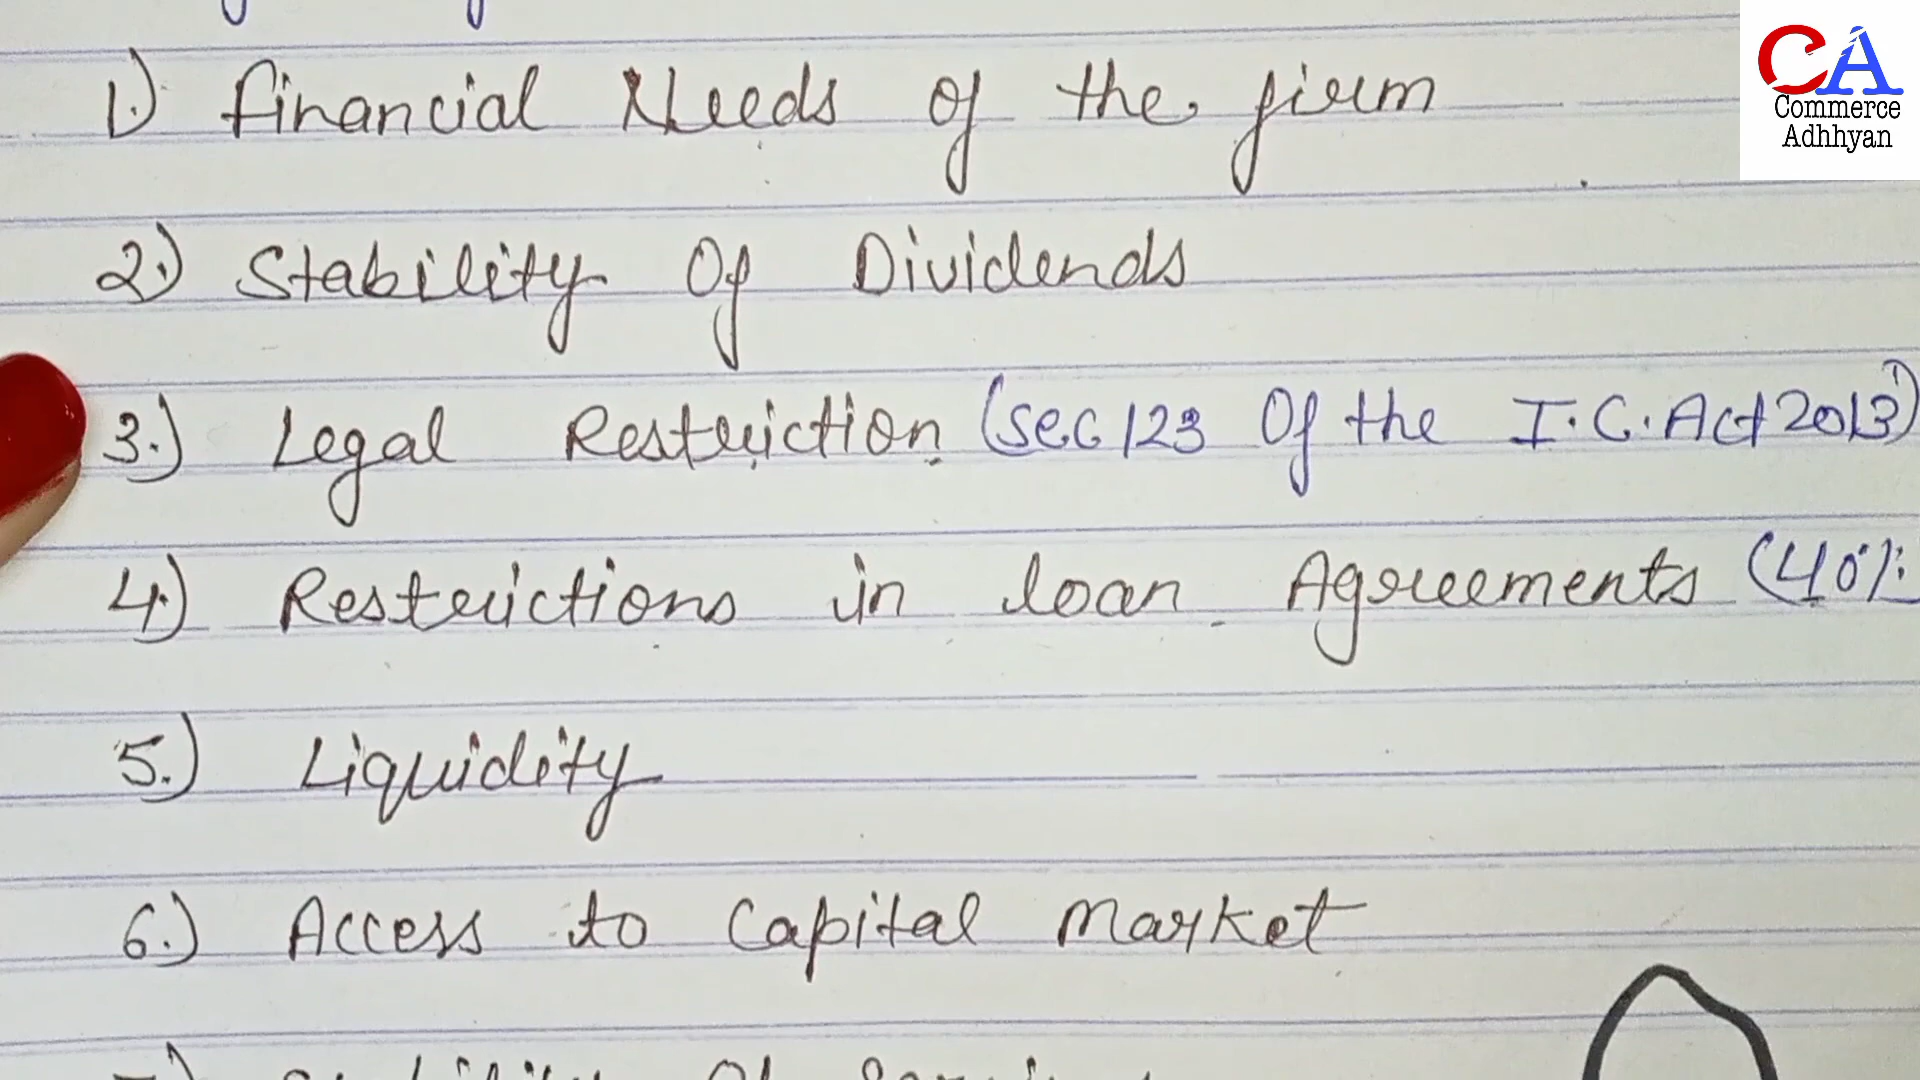 1.) Financial Needs of the firm
2.) Stability Of Dividends
3.) Legal Restriction (Sec 123 Of the I.C. Act 2013)
4.) Restrictions in loan Agreements (40%
5.) Liquidity
6.) Access to Capital Market
CA
Commerce
Adhhyan